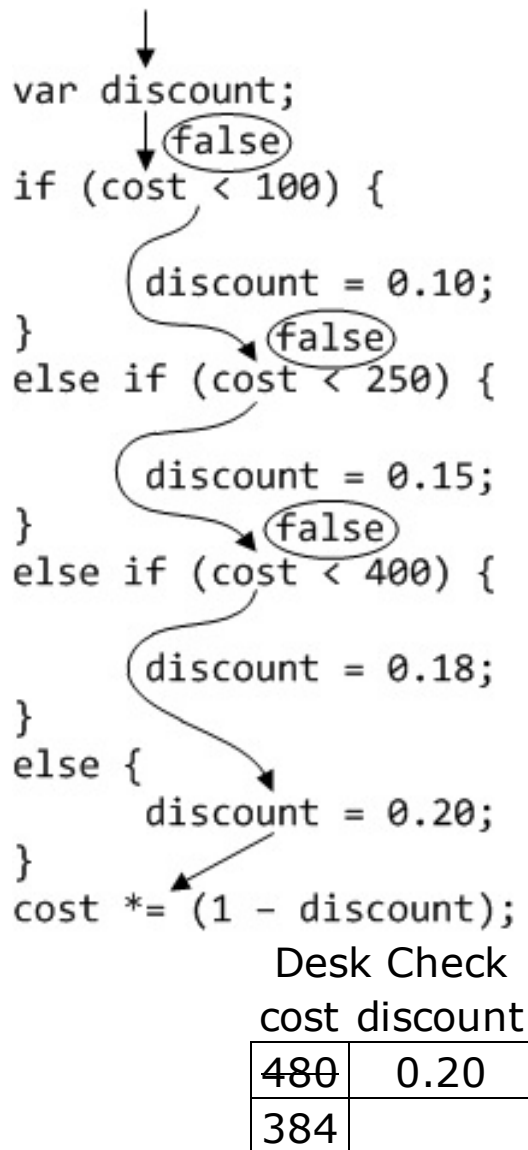 var discount;
false
if (cost < 100) {
discount = 0.10;
}
false
else if (cost < 250) {
discount = 0.15;
}
false
else if (cost < 400) {
discount = 0.18;
}
else {
discount = 0.20;
}
cost *= (1 – discount);
Desk Check
cost discount
480 0.20
384